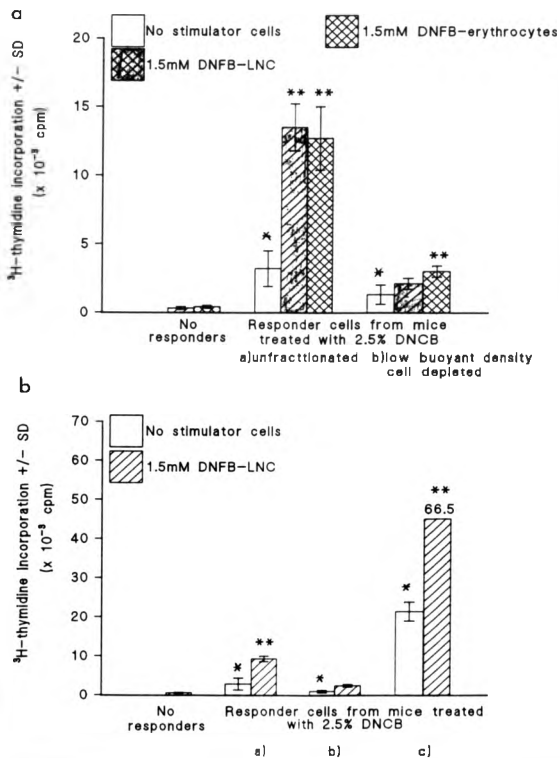 a
No stimulator cells
1.5mM DNFB-erythrocytes
1.5mM DNFB-LNC
³H-thymidine incorporation +/- SD
(x 10⁻³ cpm)
20
15
10
5
0
*
**
**
*
**
No responders
Responder cells from mice treated with 2.5% DNCB
a)unfractionated b)low buoyant density cell depleted
b
No stimulator cells
1.5mM DNFB-LNC
³H-thymidine incorporation +/- SD
(x 10⁻³ cpm)
70
60
50
40
30
20
10
0
*
**
*
*
**
66.5
No responders
Responder cells from mice treated with 2.5% DNCB
a)
b)
c)